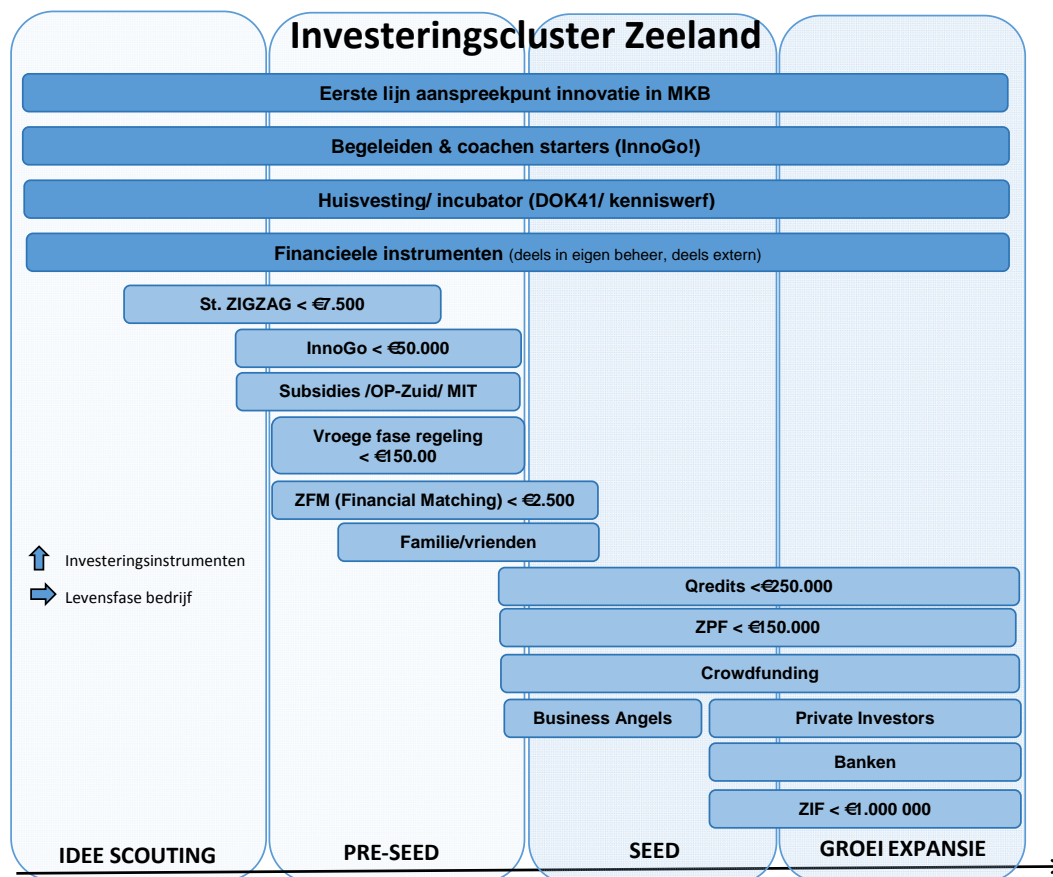 Investeringscluster Zeeland
Eerste lijn aanspreekpunt innovatie in MKB
Begeleiden & coachen starters (InnoGo!)
Huisvesting/ incubator (DOK41/ kenniswerf)
Financieele instrumenten (deels in eigen beheer, deels extern)
St. ZIGZAG < €7.500
InnoGo < €50.000
Subsidies /OP-Zuid/ MIT
Vroege fase regeling
< €150.00
ZFM (Financial Matching) < €2.500
Familie/vrienden
Investeringsinstrumenten
Levensfase bedrijf
Qredits <€250.000
ZPF < €150.000
Crowdfunding
Business Angels
Private Investors
Banken
ZIF < €1.000 000
IDEE SCOUTING
PRE-SEED
SEED
GROEI EXPANSIE